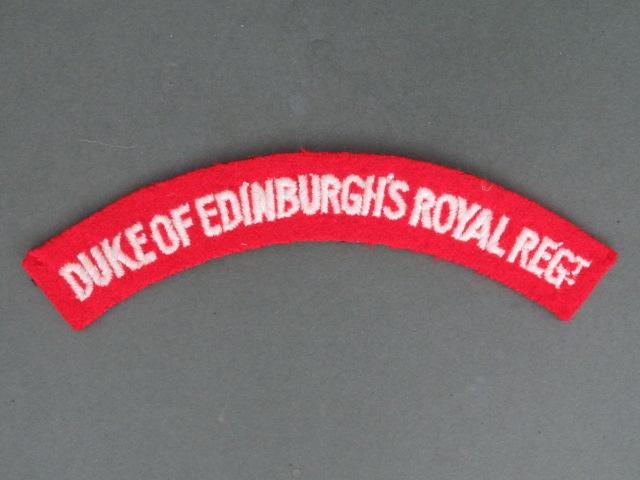 DUKE OF EDINBURGH'S ROYAL REGT